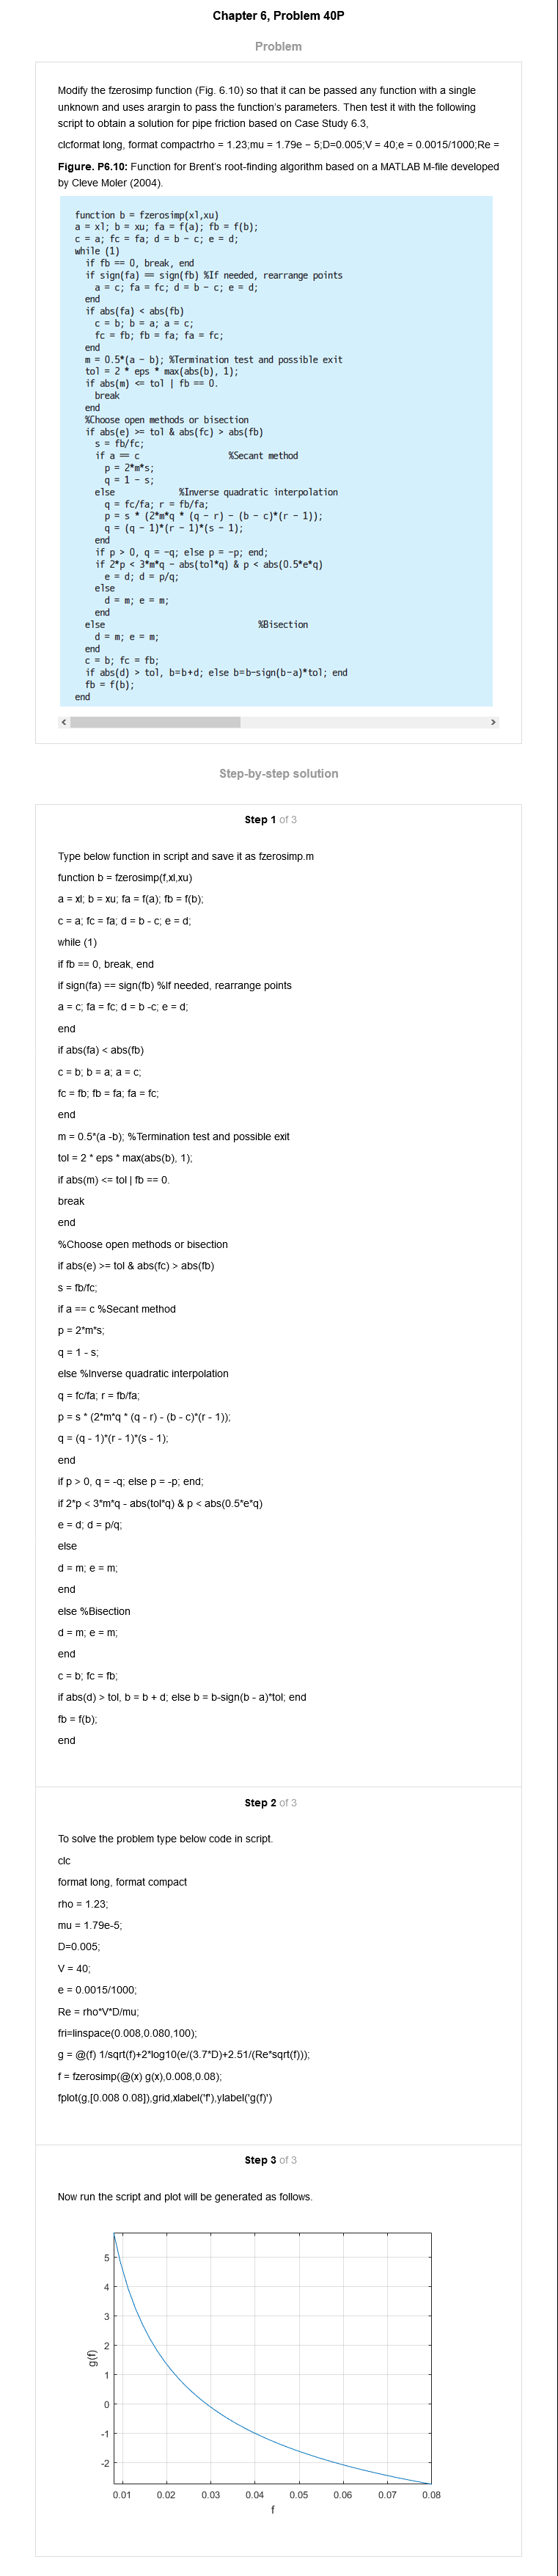 Chapter 6, Problem 40P
Problem
Modify the fzerosimp function (Fig. 6.10) so that it can be passed any function with a single
unknown and uses arargin to pass the function's parameters. Then test it with the following
script to obtain a solution for pipe friction based on Case Study 6.3,
clcformat long, format compactrho = 1.23;mu = 1.79e − 5;D=0.005;V = 40;e = 0.0015/1000;Re =
Figure. P6.10: Function for Brent's root-finding algorithm based on a MATLAB M-file developed
by Cleve Moler (2004).
function b = fzerosimp(xl,xu)
a = xl; b = xu; fa = f(a); fb = f(b);
c = a; fc = fa; d = b - c; e = d;
while (1)
if fb == 0, break, end
if sign(fa) == sign(fb) %If needed, rearrange points
a = c; fa = fc; d = b - c; e = d;
end
if abs(fa) < abs(fb)
c = b; b = a; a = c;
fc = fb; fb = fa; fa = fc;
end
m = 0.5*(a - b); %Termination test and possible exit
tol = 2 * eps * max(abs(b), 1);
if abs(m) <= tol | fb == 0.
break
end
%Choose open methods or bisection
if abs(e) >= tol & abs(fc) > abs(fb)
s = fb/fc;
if a == c %Secant method
p = 2*m*s;
q = 1 - s;
else %Inverse quadratic interpolation
q = fc/fa; r = fb/fa;
p = s * (2*m*q * (q - r) - (b - c)*(r - 1));
q = (q - 1)*(r - 1)*(s - 1);
end
if p > 0, q = -q; else p = -p; end;
if 2*p < 3*m*q - abs(tol*q) & p < abs(0.5*e*q)
e = d; d = p/q;
else
d = m; e = m;
end
else %Bisection
d = m; e = m;
end
c = b; fc = fb;
if abs(d) > tol, b=b+d; else b=b-sign(b-a)*tol; end
fb = f(b);
end
Step-by-step solution
Step 1 of 3
Type below function in script and save it as fzerosimp.m
function b = fzerosimp(f,xl,xu)
a = xl; b = xu; fa = f(a); fb = f(b);
c = a; fc = fa; d = b - c; e = d;
while (1)
if fb == 0, break, end
if sign(fa) == sign(fb) %If needed, rearrange points
a = c; fa = fc; d = b -c; e = d;
end
if abs(fa) < abs(fb)
c = b; b = a; a = c;
fc = fb; fb = fa; fa = fc;
end
m = 0.5*(a -b); %Termination test and possible exit
tol = 2 * eps * max(abs(b), 1);
if abs(m) <= tol | fb == 0.
break
end
%Choose open methods or bisection
if abs(e) >= tol & abs(fc) > abs(fb)
s = fb/fc;
if a == c %Secant method
p = 2*m*s;
q = 1 - s;
else %Inverse quadratic interpolation
q = fc/fa; r = fb/fa;
p = s * (2*m*q * (q - r) - (b - c)*(r - 1));
q = (q - 1)*(r - 1)*(s - 1);
end
if p > 0, q = -q; else p = -p; end;
if 2*p < 3*m*q - abs(tol*q) & p < abs(0.5*e*q)
e = d; d = p/q;
else
d = m; e = m;
end
else %Bisection
d = m; e = m;
end
c = b; fc = fb;
if abs(d) > tol, b = b + d; else b = b-sign(b - a)*tol; end
fb = f(b);
end
Step 2 of 3
To solve the problem type below code in script.
clc
format long, format compact
rho = 1.23;
mu = 1.79e-5;
D=0.005;
V = 40;
e = 0.0015/1000;
Re = rho*V*D/mu;
fri=linspace(0.008,0.080,100);
g = @(f) 1/sqrt(f)+2*log10(e/(3.7*D)+2.51/(Re*sqrt(f)));
f = fzerosimp(@(x) g(x),0.008,0.08);
fplot(g,[0.008 0.08]),grid,xlabel('f'),ylabel('g(f)')
Step 3 of 3
Now run the script and plot will be generated as follows.
5
4
3
2
1
0
-1
-2
g(f)
0.01 0.02 0.03 0.04 0.05 0.06 0.07 0.08
f